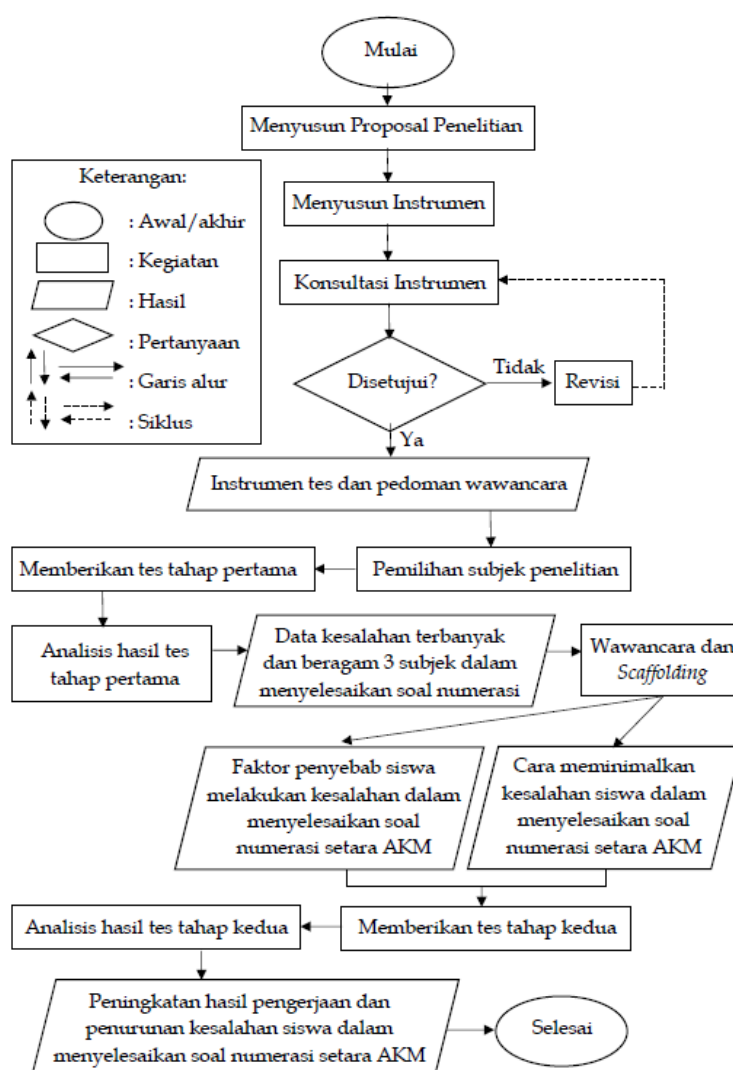 Mulai
Menyusun Proposal Penelitian
Keterangan:
: Awal/akhir
: Kegiatan
: Hasil
: Pertanyaan
: Garis alur
: Siklus
Menyusun Instrumen
Konsultasi Instrumen
Disetujui?
Tidak
Revisi
Ya
Instrumen tes dan pedoman wawancara
Memberikan tes tahap pertama
Pemilihan subjek penelitian
Analisis hasil tes
tahap pertama
Data kesalahan terbanyak
dan beragam 3 subjek dalam
menyelesaikan soal numerasi
Wawancara dan
Scaffolding
Faktor penyebab siswa
melakukan kesalahan dalam
menyelesaikan soal
numerasi setara AKM
Cara meminimalkan
kesalahan siswa dalam
menyelesaikan soal
numerasi setara AKM
Analisis hasil tes tahap kedua
Memberikan tes tahap kedua
Peningkatan hasil pengerjaan dan
penurunan kesalahan siswa dalam
menyelesaikan soal numerasi setara AKM
Selesai